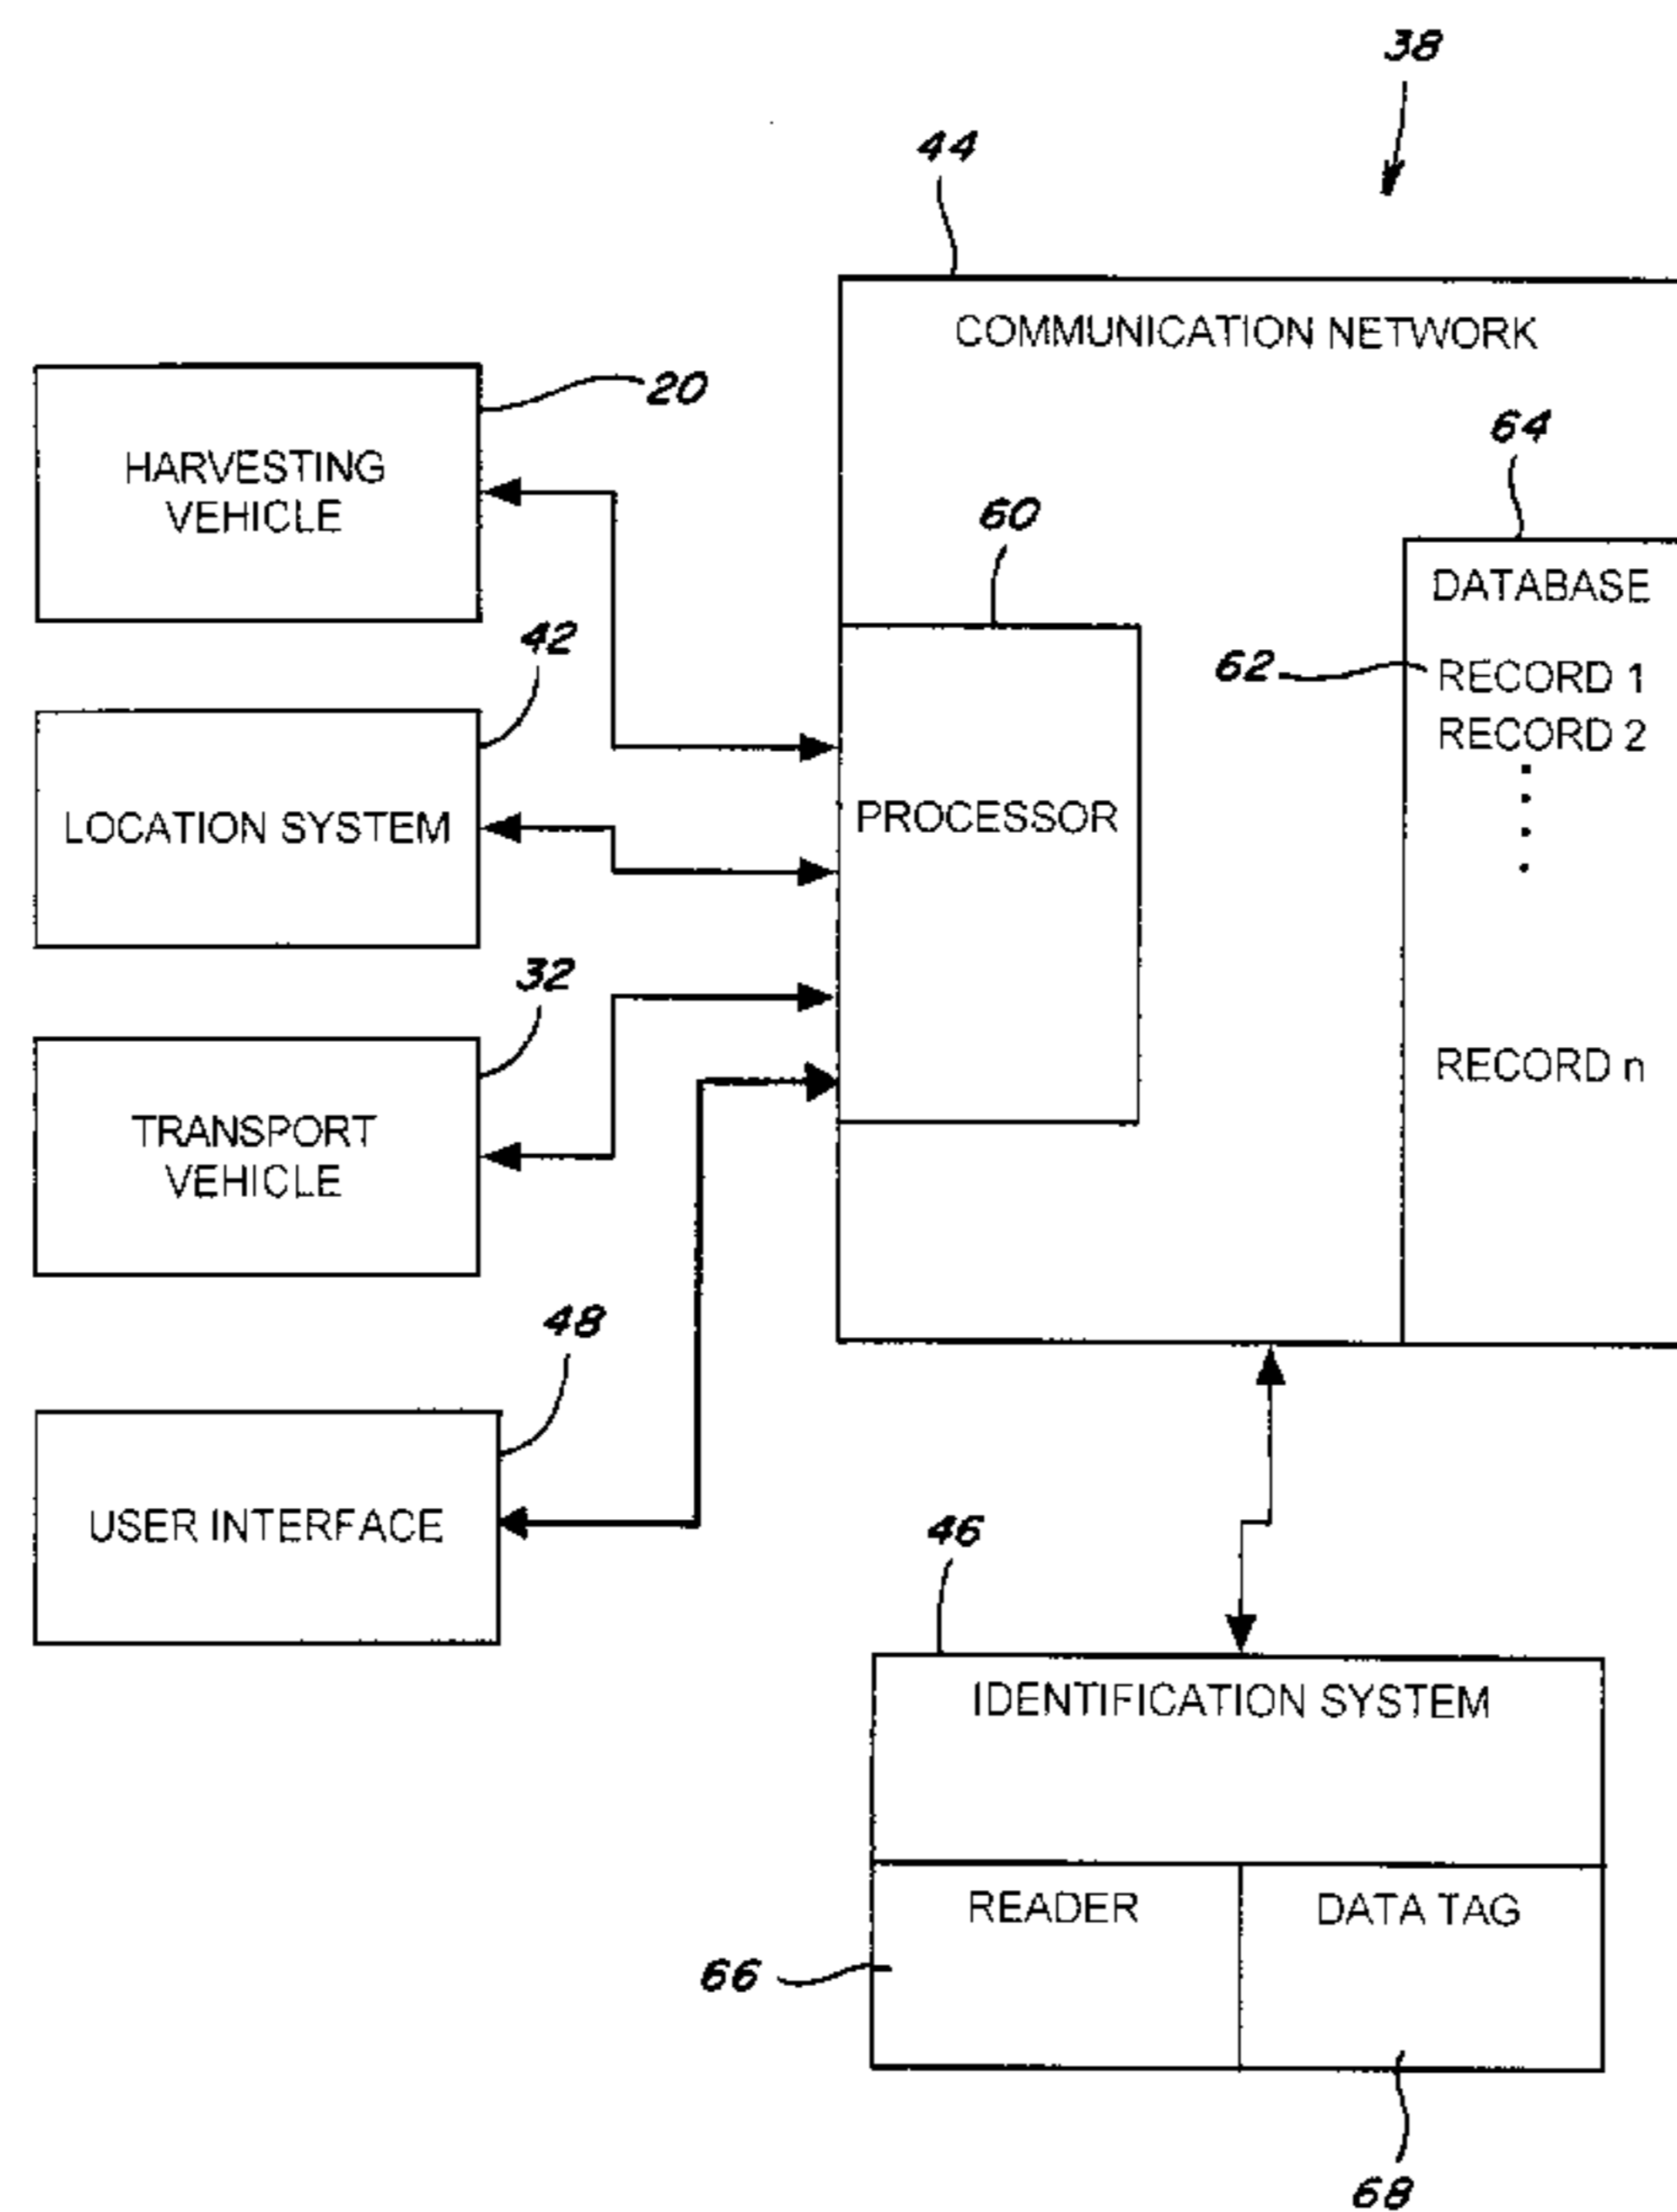 38
44
COMMUNICATION NETWORK
20
HARVESTING
VEHICLE
64
60
DATABASE
42
62
RECORD 1
RECORD 2
LOCATION SYSTEM
PROCESSOR
32
RECORD n
TRANSPORT
VEHICLE
48
USER INTERFACE
46
IDENTIFICATION SYSTEM
READER
DATA TAG
66
68